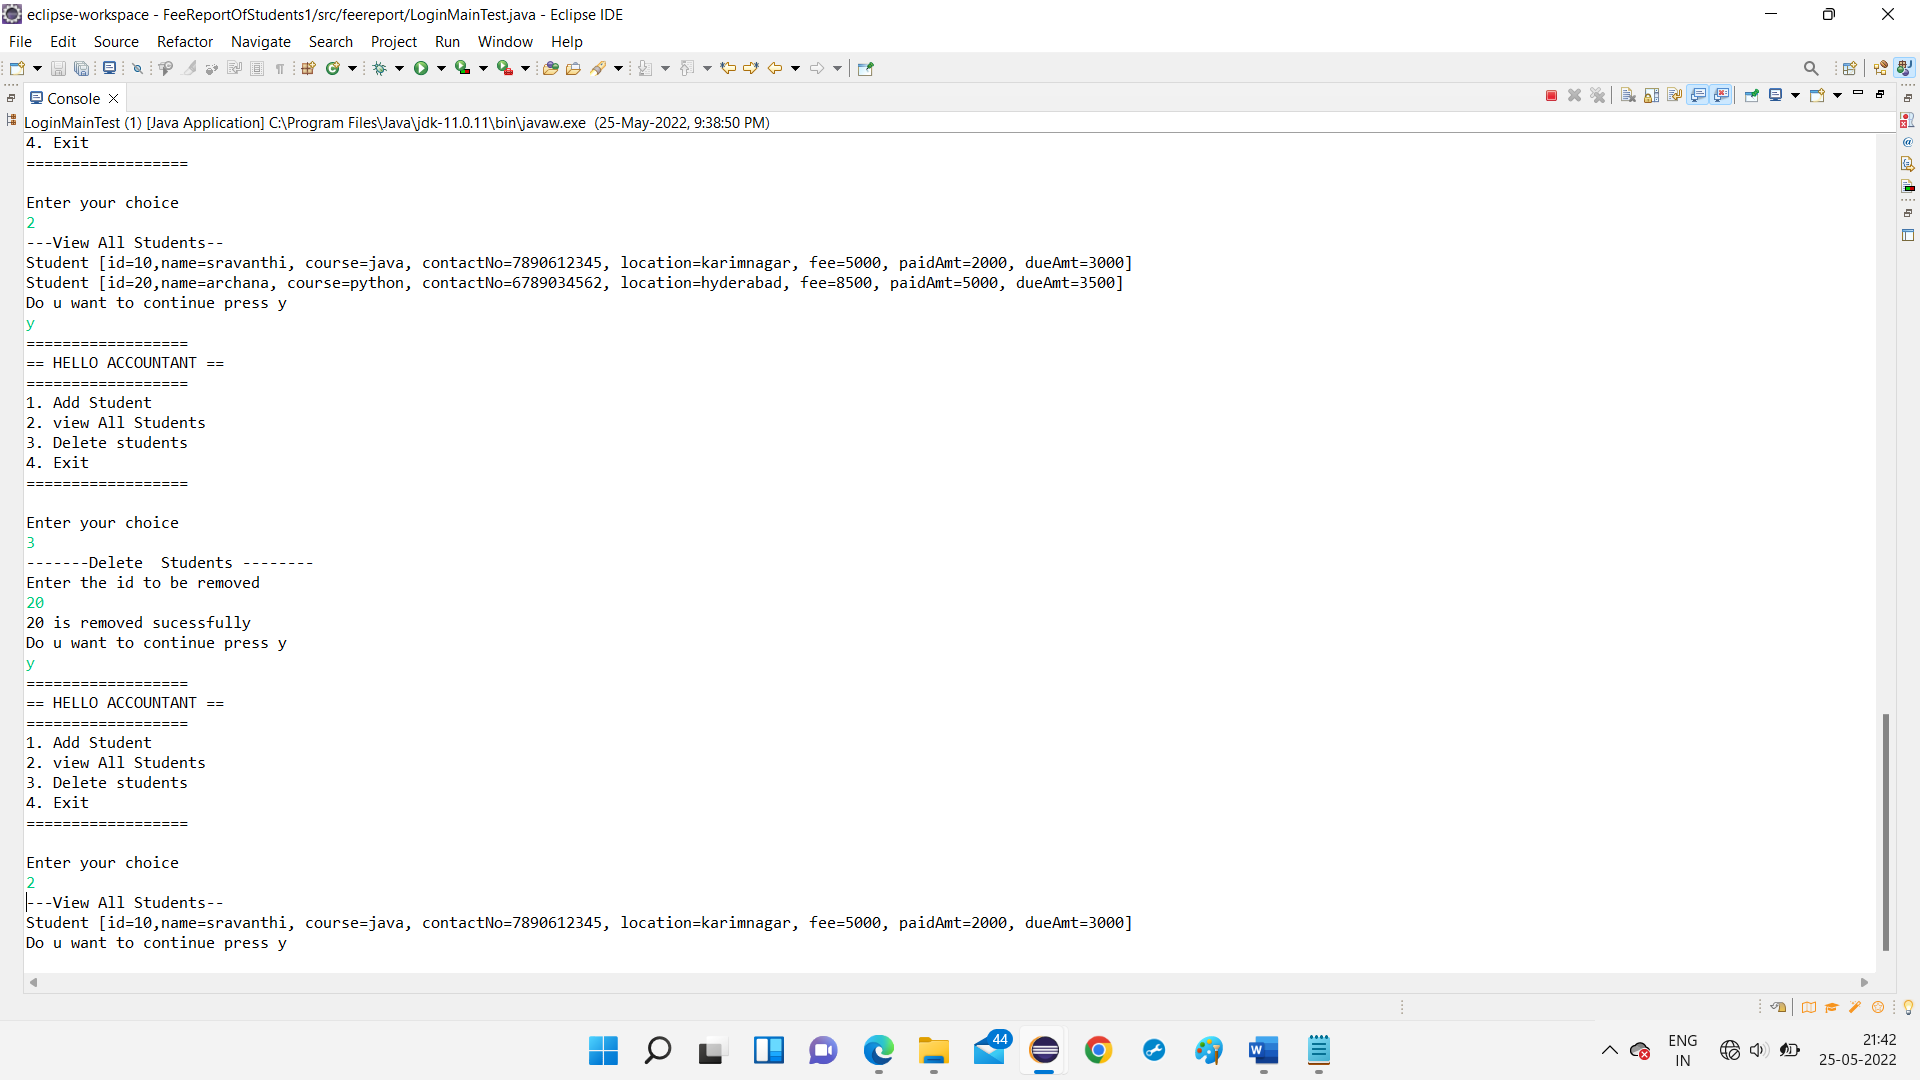 eclipse-workspace - FeeReportOfStudents1/src/feereport/LoginMainTest.java - Eclipse IDE
File Edit Source Refactor Navigate Search Project Run Window Help
Console
LoginMainTest (1) [Java Application] C:\Program Files\Java\jdk-11.0.11\bin\javaw.exe (25-May-2022, 9:38:50 PM)
4. Exit
==================
Enter your choice
2
---View All Students--
Student [id=10,name=sravanthi, course=java, contactNo=7890612345, location=karimnagar, fee=5000, paidAmt=2000, dueAmt=3000]
Student [id=20,name=archana, course=python, contactNo=6789034562, location=hyderabad, fee=8500, paidAmt=5000, dueAmt=3500]
Do u want to continue press y
y
==================
== HELLO ACCOUNTANT ==
==================
1. Add Student
2. view All Students
3. Delete students
4. Exit
==================
Enter your choice
3
-------Delete  Students --------
Enter the id to be removed
20
20 is removed sucessfully
Do u want to continue press y
y
==================
== HELLO ACCOUNTANT ==
==================
1. Add Student
2. view All Students
3. Delete students
4. Exit
==================
Enter your choice
2
---View All Students--
Student [id=10,name=sravanthi, course=java, contactNo=7890612345, location=karimnagar, fee=5000, paidAmt=2000, dueAmt=3000]
Do u want to continue press y
44
ENG
IN
21:42
25-05-2022